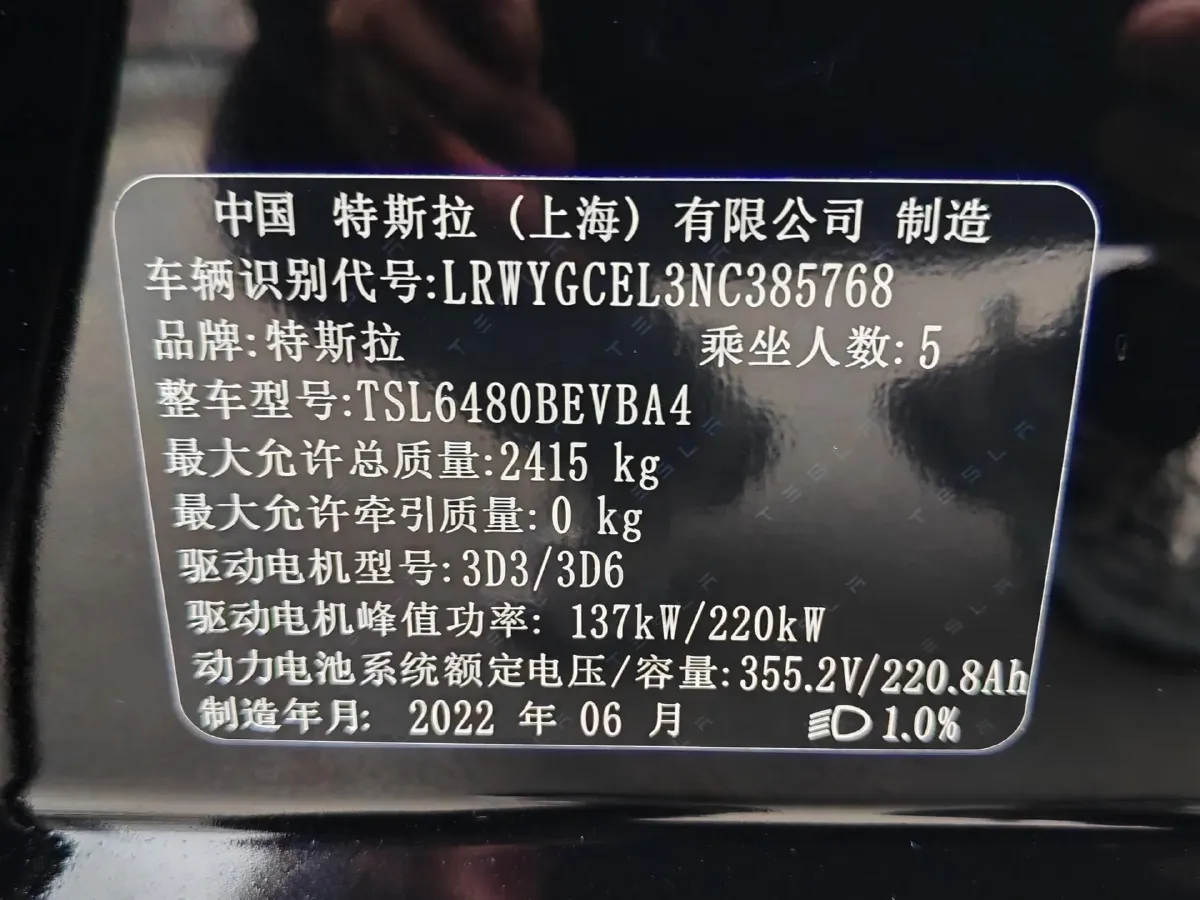 中国 特斯拉（上海）有限公司 制造
车辆识别代号:LRWYGCEL3NC385768
品牌:特斯拉 乘坐人数:5
整车型号:TSL6480BEVBA4
最大允许总质量:2415 kg
最大允许牵引质量:0 kg
驱动电机型号:3D3/3D6
驱动电机峰值功率: 137kW/220kW
动力电池系统额定电压/容量:355.2V/220.8Ah
制造年月: 2022 年 06 月 1.0%